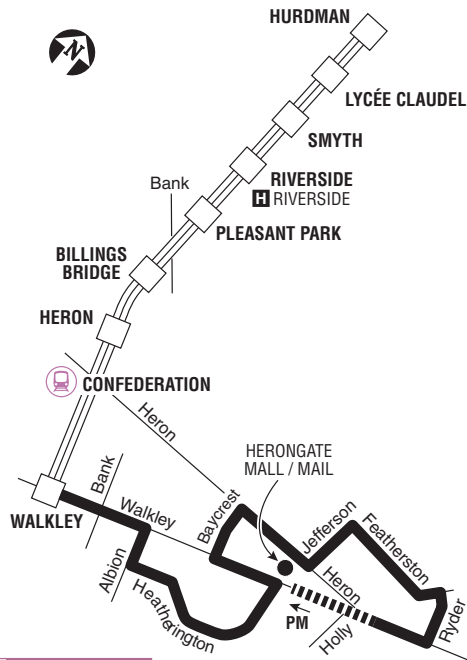 HURDMAN
N
LYCÉE CLAUDEL
SMYTH
RIVERSIDE
H RIVERSIDE
Bank
PLEASANT PARK
BILLINGS
BRIDGE
HERON
CONFEDERATION
Heron
HERONGATE
MALL / MAIL
WALKLEY
Bank
Walkley
Baycrest
Jefferson
Featherston
Albion
Heatherington
Heron
PM
Holly
Ryder